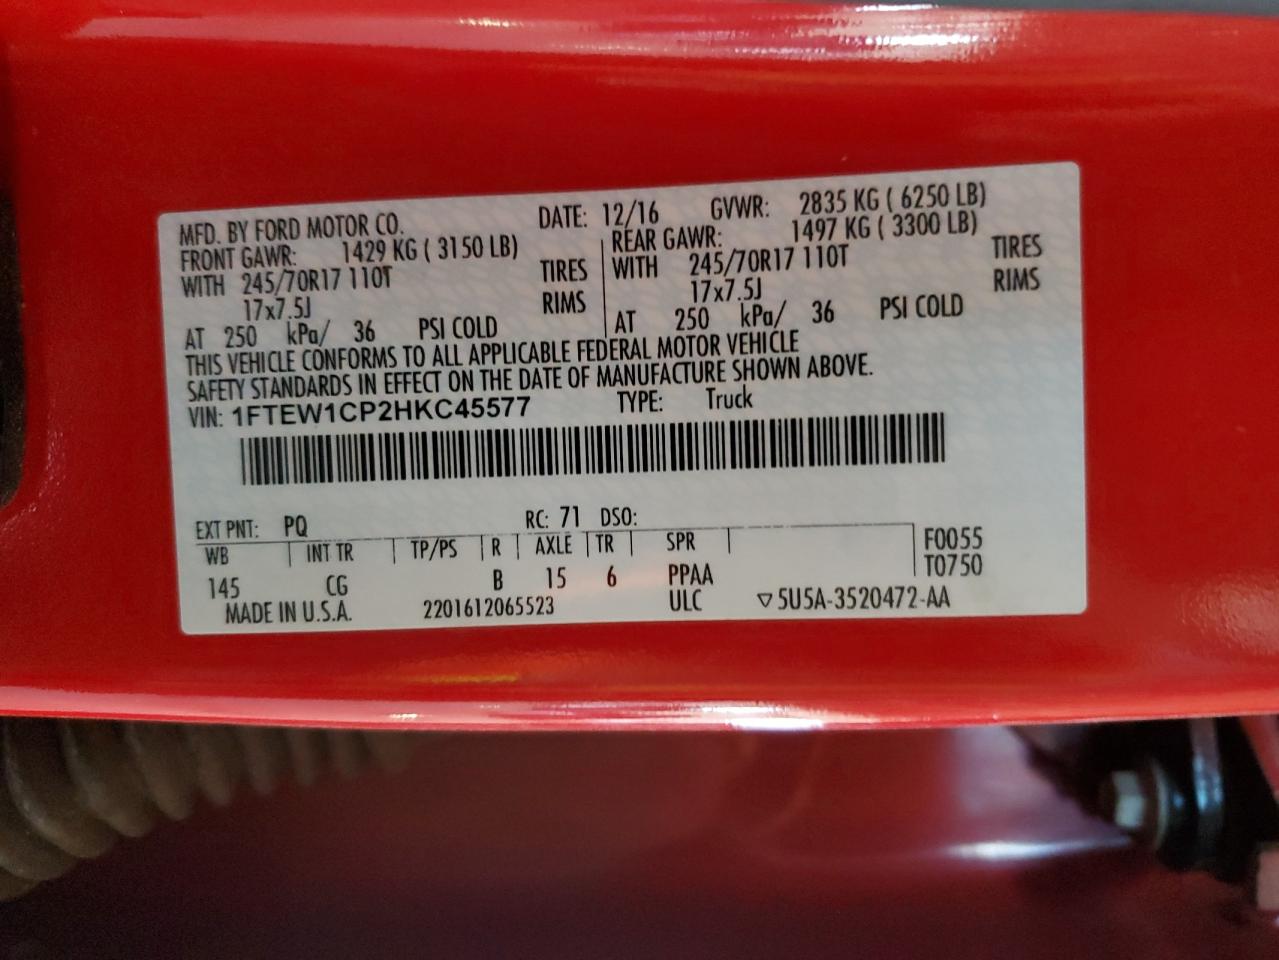 MFD. BY FORD MOTOR CO. DATE: 12/16 GVWR: 2835 KG ( 6250 LB)
FRONT GAWR: 1429 KG ( 3150 LB) REAR GAWR: 1497 KG ( 3300 LB)
WITH 245/70R17 110T TIRES WITH 245/70R17 110T TIRES
17x7.5J RIMS 17x7.5J RIMS
AT 250 kPa/ 36 PSI COLD AT 250 kPa/ 36 PSI COLD
THIS VEHICLE CONFORMS TO ALL APPLICABLE FEDERAL MOTOR VEHICLE
SAFETY STANDARDS IN EFFECT ON THE DATE OF MANUFACTURE SHOWN ABOVE.
VIN: 1FTEW1CP2HKC45577 TYPE: Truck
EXT PNT: PQ RC: 71 DSO:
WB INT TR TP/PS R AXLE TR SPR F0055
145 CG B 15 6 PPAA T0750
MADE IN U.S.A. 2201612065523 ULC ▽5U5A-3520472-AA